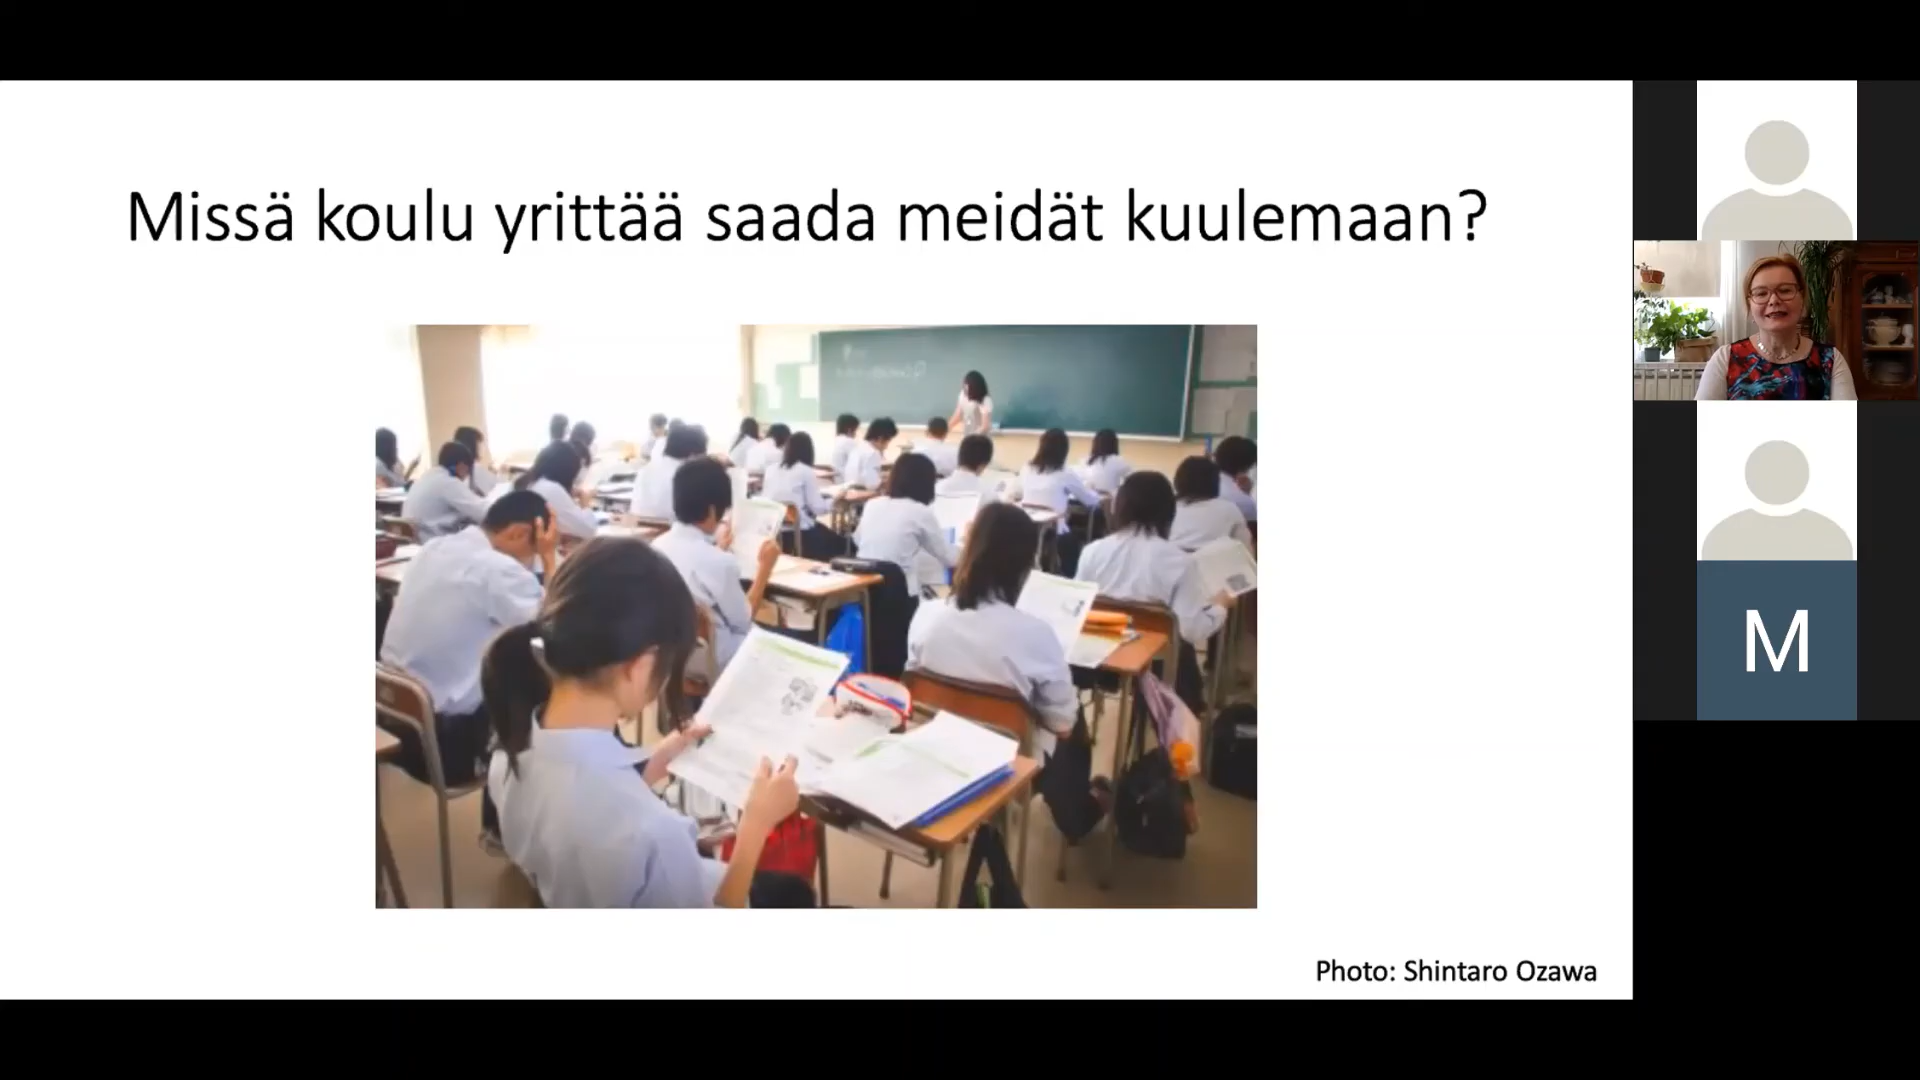 Missä koulu yrittää saada meidät kuulemaan?
Photo: Shintaro Ozawa
M